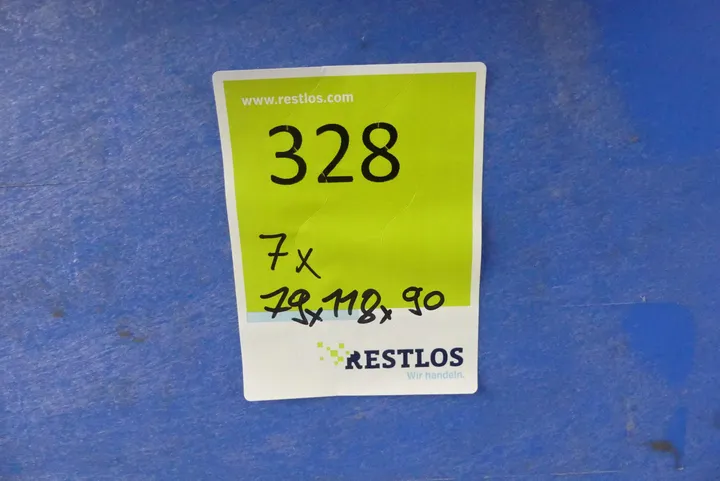 www.restlos.com
328
7x
79x118x90
RESTLOS
Wir handeln.